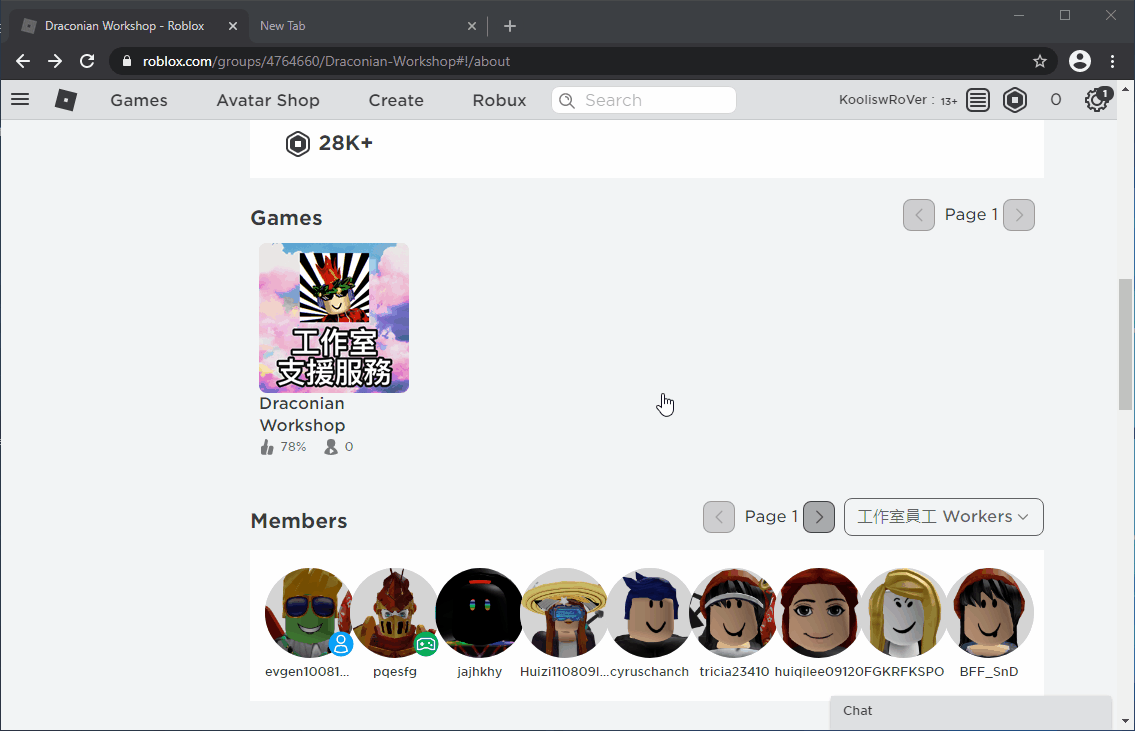 Draconian Workshop - Roblox
New Tab
roblox.com/groups/4764660/Draconian-Workshop#!/about
Games
Avatar Shop
Create
Robux
Search
KooliswRoVer : 13+
0
1
28K+
Games
Page 1
工作室
支援服務
Draconian
Workshop
78%
0
Members
Page 1
工作室員工 Workers
evgen10081...
pqesfg
jajhkhy
Huizi110809l...
cyruschanch
tricia23410
huiqilee09120
FGKRFKSPO
BFF_SnD
Chat